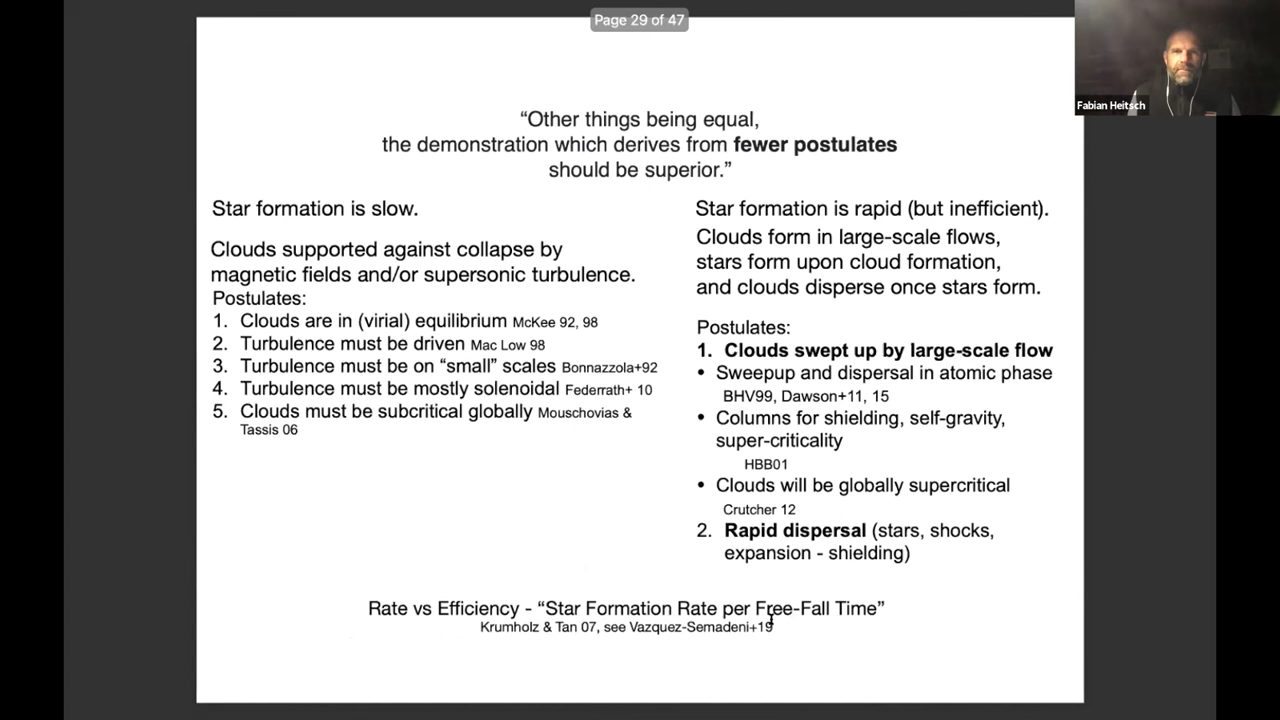 Page 29 of 47
Fabian Heitsch
“Other things being equal,
the demonstration which derives from fewer postulates
should be superior.”
Star formation is slow.
Clouds supported against collapse by
magnetic fields and/or supersonic turbulence.
Postulates:
1. Clouds are in (virial) equilibrium McKee 92, 98
2. Turbulence must be driven Mac Low 98
3. Turbulence must be on “small” scales Bonnazzola+92
4. Turbulence must be mostly solenoidal Federrath+ 10
5. Clouds must be subcritical globally Mouschovias &
Tassis 06
Star formation is rapid (but inefficient).
Clouds form in large-scale flows,
stars form upon cloud formation,
and clouds disperse once stars form.
Postulates:
1. Clouds swept up by large-scale flow
• Sweepup and dispersal in atomic phase
BHV99, Dawson+11, 15
• Columns for shielding, self-gravity,
super-criticality
HBB01
• Clouds will be globally supercritical
Crutcher 12
2. Rapid dispersal (stars, shocks,
expansion - shielding)
Rate vs Efficiency - “Star Formation Rate per Free-Fall Time”
Krumholz & Tan 07, see Vazquez-Semadeni+19